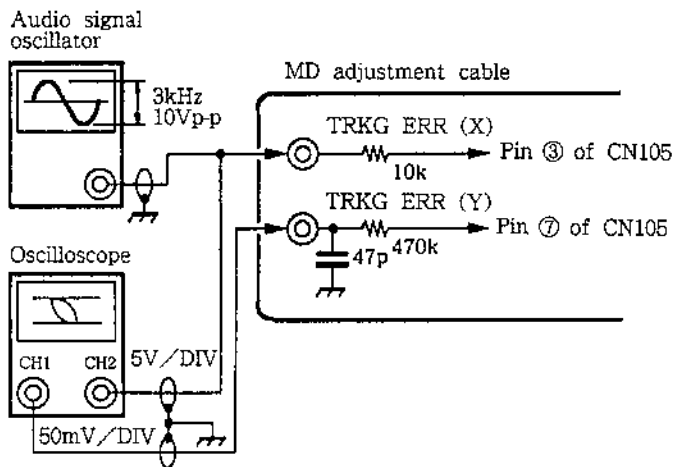 Audio signal
oscillator
3kHz
10Vp-p
MD adjustment cable
TRKG ERR (X)
10k
Pin ③ of CN105
TRKG ERR (Y)
47p
470k
Pin ⑦ of CN105
Oscilloscope
CH1
CH2
5V/DIV
50mV/DIV